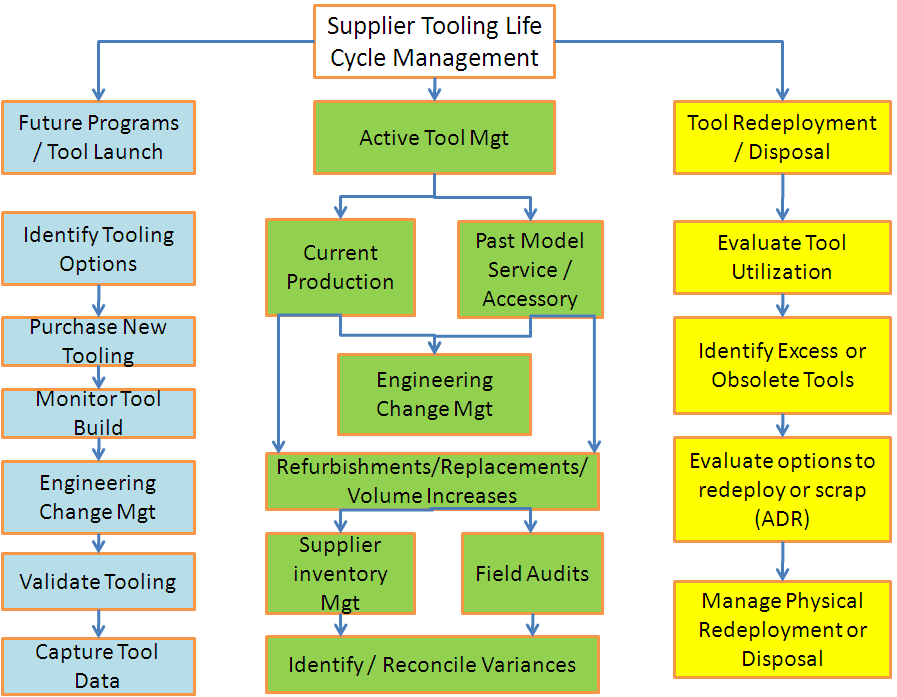 Supplier Tooling Life
Cycle Management
Future Programs
/ Tool Launch
Identify Tooling
Options
Purchase New
Tooling
Monitor Tool
Build
Engineering
Change Mgt
Validate Tooling
Capture Tool
Data
Active Tool Mgt
Current
Production
Past Model
Service /
Accessory
Engineering
Change Mgt
Refurbishments/Replacements/
Volume Increases
Supplier
inventory
Mgt
Field Audits
Identify / Reconcile Variances
Tool Redeployment
/ Disposal
Evaluate Tool
Utilization
Identify Excess or
Obsolete Tools
Evaluate options to
redeploy or scrap
(ADR)
Manage Physical
Redeployment or
Disposal